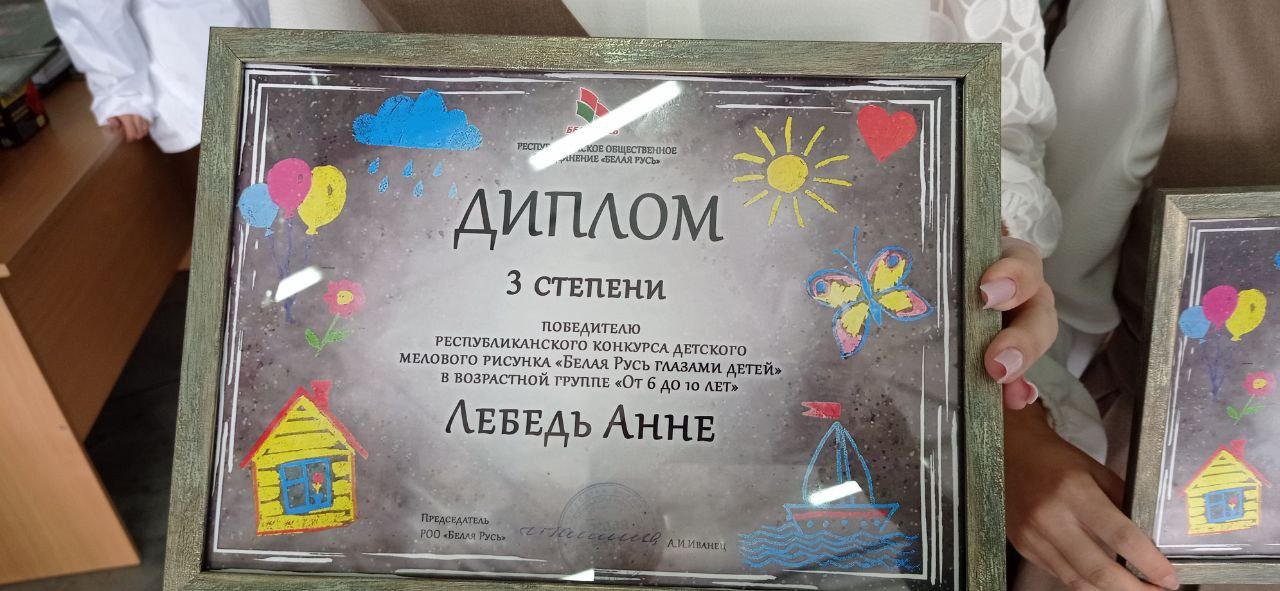 РЕСПУБЛИКАНСКОЕ ОБЩЕСТВЕННОЕ
«БЕЛАЯ РУСЬ»
ДИПЛОМ
3 СТЕПЕНИ
ПОБЕДИТЕЛЮ
РЕСПУБЛИКАНСКОГО КОНКУРСА ДЕТСКОГО
МЕЛОВОГО РИСУНКА «БЕЛАЯ РУСЬ ГЛАЗАМИ ДЕТЕЙ»
В ВОЗРАСТНОЙ ГРУППЕ «ОТ 6 ДО 10 ЛЕТ»
ЛЕБЕДЬ АННЕ
Председатель
РОО «Белая Русь»
А.И.Иванец